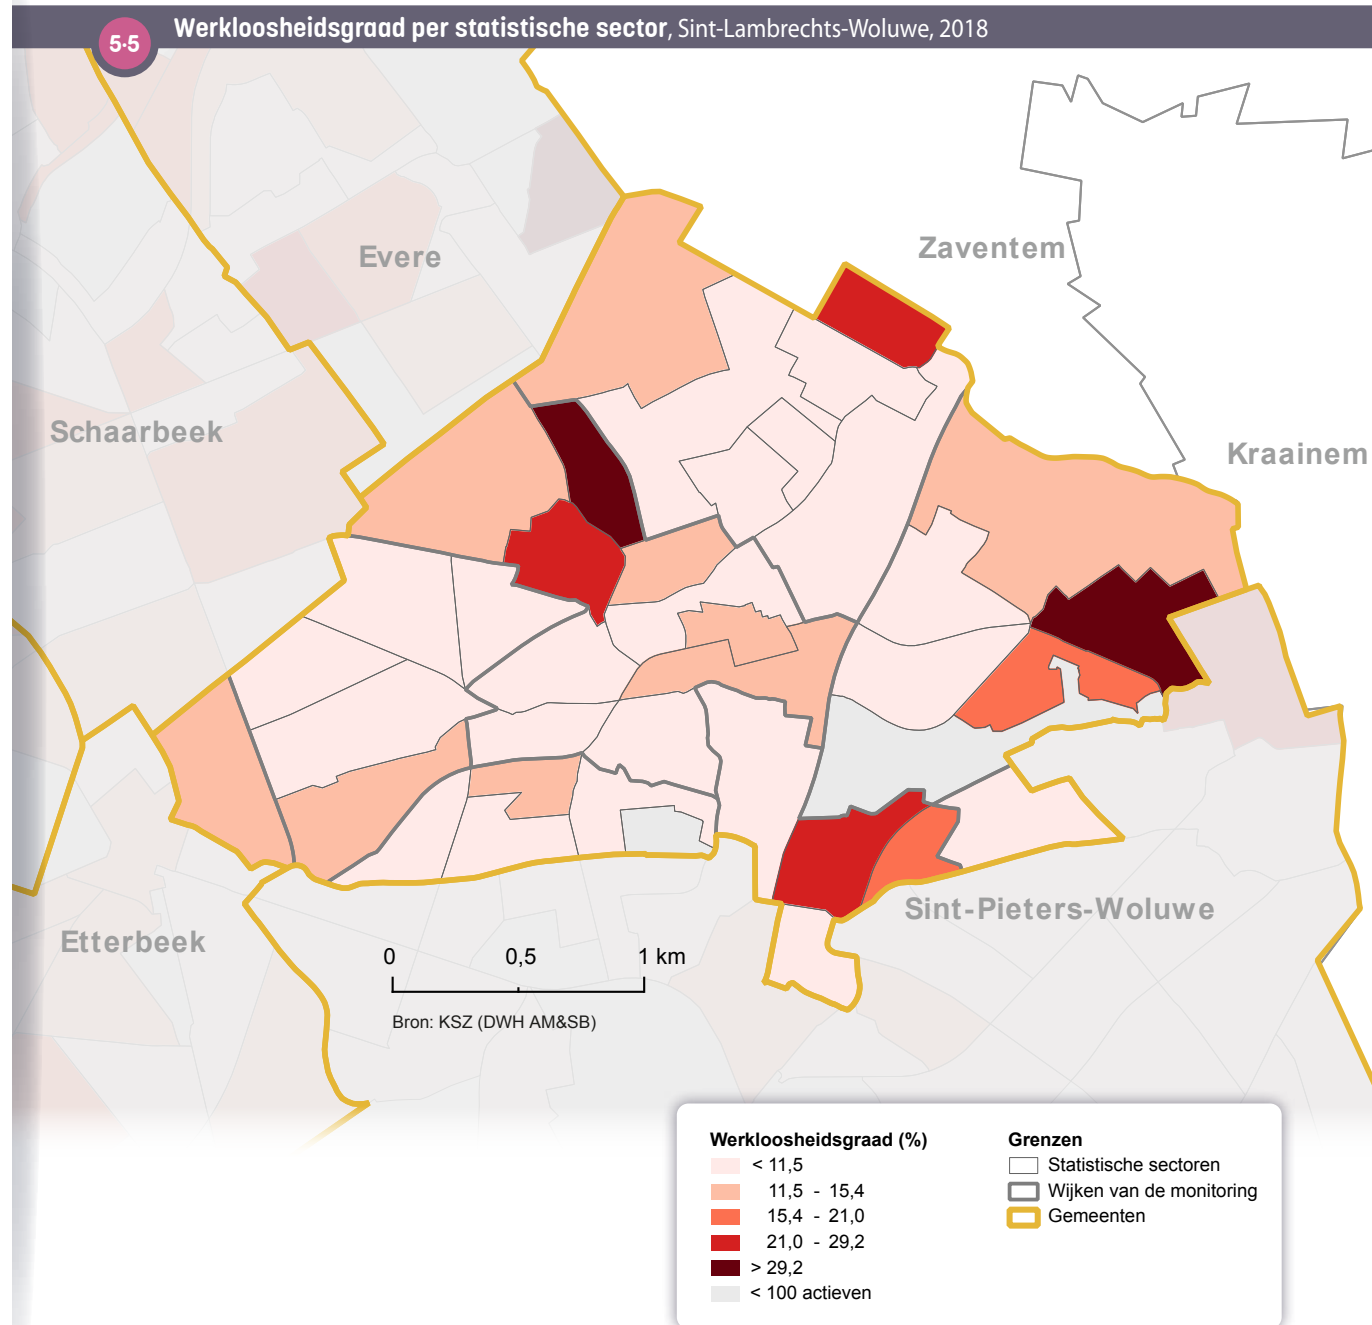 5·5
Werkloosheidsgraad per statistische sector, Sint-Lambrechts-Woluwe, 2018
Evere
Zaventem
Schaarbeek
Kraainem
Sint-Pieters-Woluwe
Etterbeek
0 0,5 1 km
Bron: KSZ (DWH AM&SB)
Werkloosheidsgraad (%)
< 11,5
11,5 - 15,4
15,4 - 21,0
21,0 - 29,2
> 29,2
< 100 actieven
Grenzen
Statistische sectoren
Wijken van de monitoring
Gemeenten